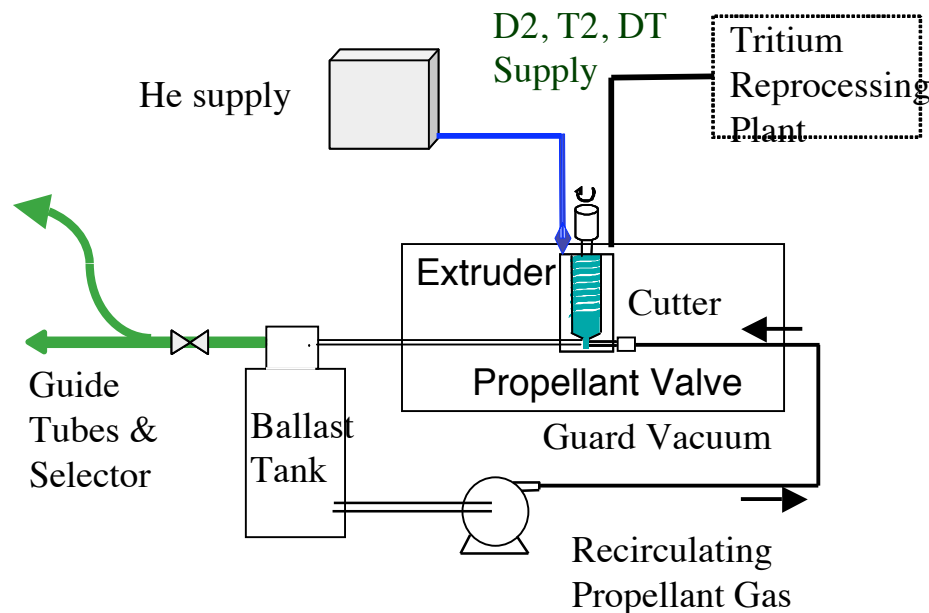 D2, T2, DT
Supply
Tritium
Reprocessing
Plant
He supply
Extruder
Cutter
Propellant Valve
Guard Vacuum
Guide
Tubes &
Selector
Ballast
Tank
Recirculating
Propellant Gas